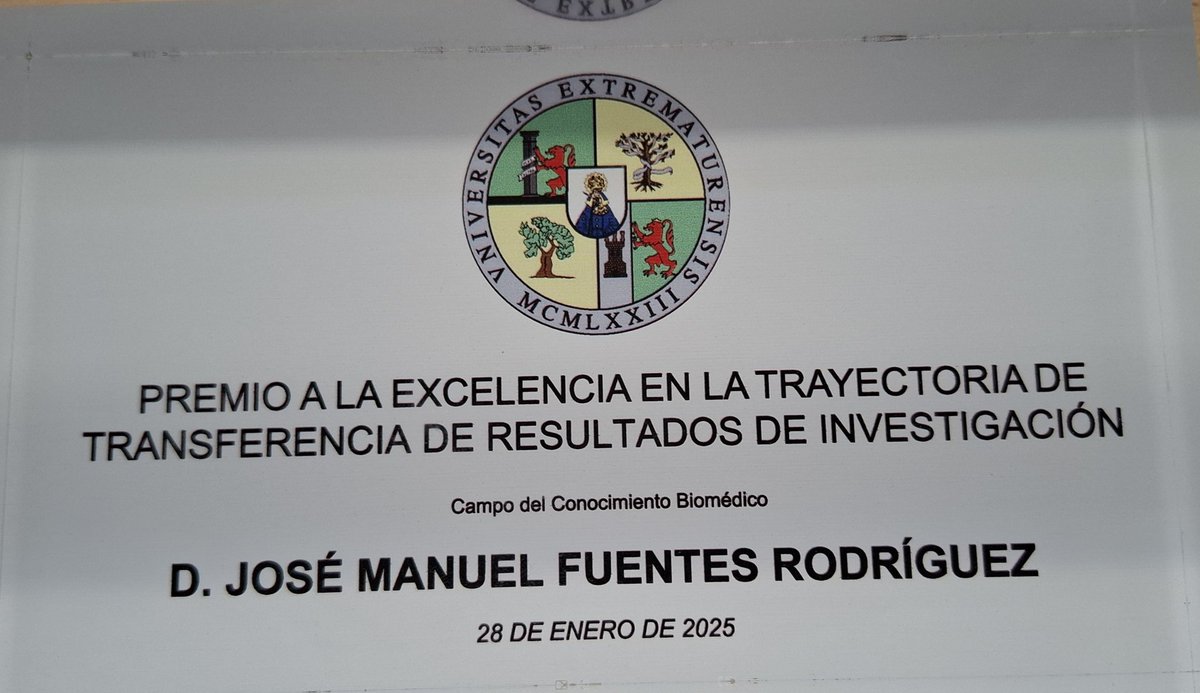 VNIVERSITAS EXTREMATURENSIS
MCMLXXIII
PREMIO A LA EXCELENCIA EN LA TRAYECTORIA DE
TRANSFERENCIA DE RESULTADOS DE INVESTIGACIÓN
Campo del Conocimiento Biomédico
D. JOSÉ MANUEL FUENTES RODRÍGUEZ
28 DE ENERO DE 2025